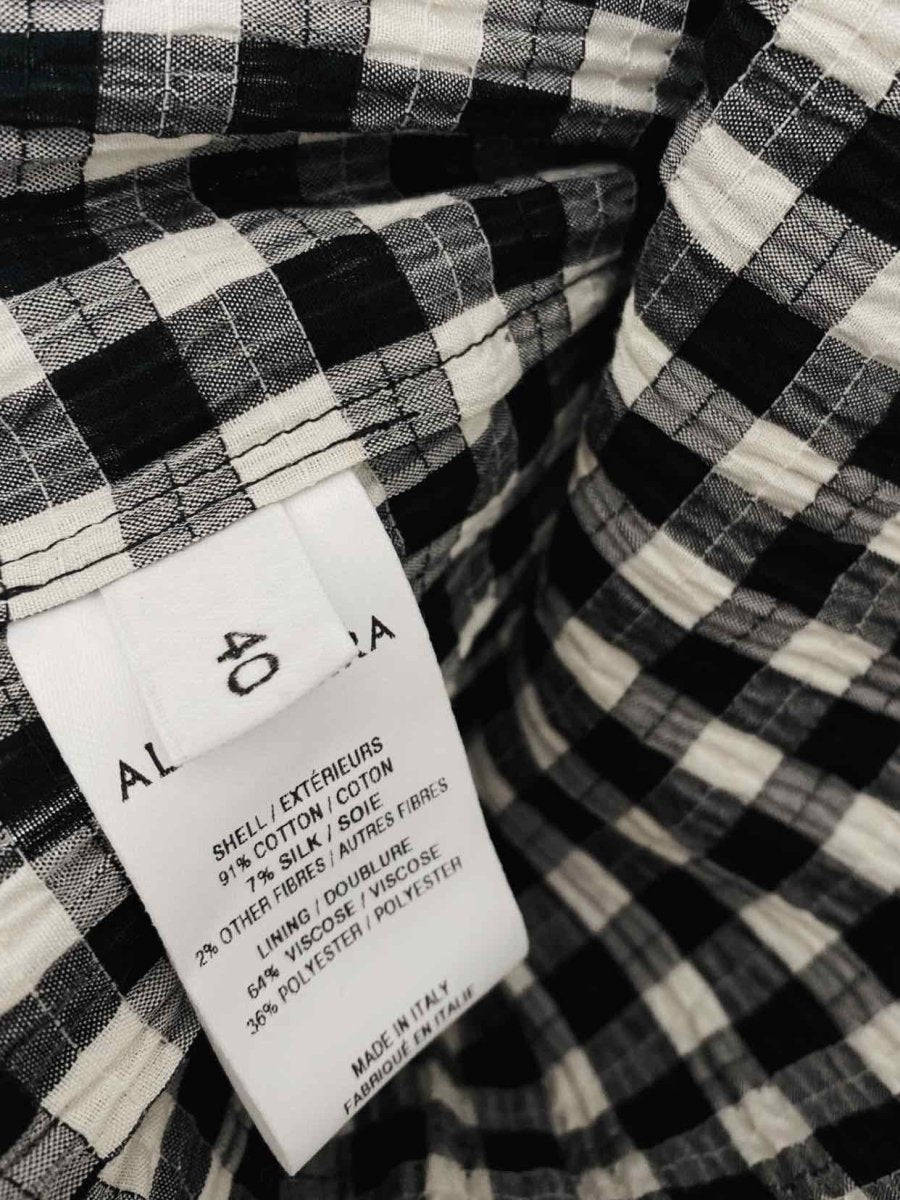 40
SHELL / EXTÉRIEURS
91% COTTON / COTON
7% SILK / SOIE
2% OTHER FIBRES / AUTRES FIBRES
LINING / DOUBLURE
64% VISCOSE / VISCOSE
36% POLYESTER / POLYESTER
MADE IN ITALY
FABRIQUÉ EN ITALIE